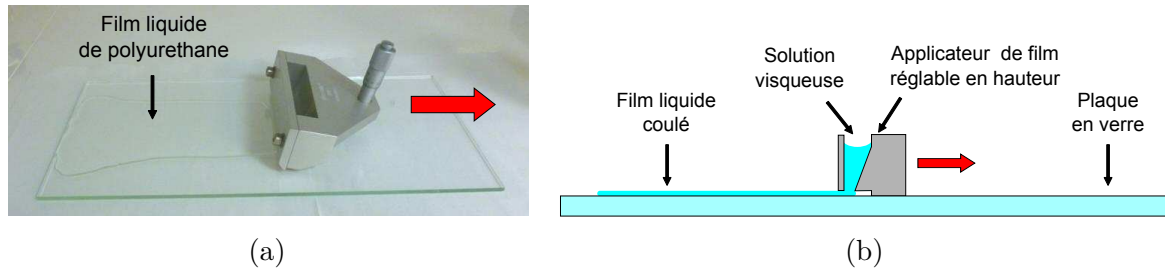 Film liquide
de polyurethane
Solution
visqueuse
Applicateur de film
réglable en hauteur
Film liquide
coulé
Plaque
en verre
(a)
(b)